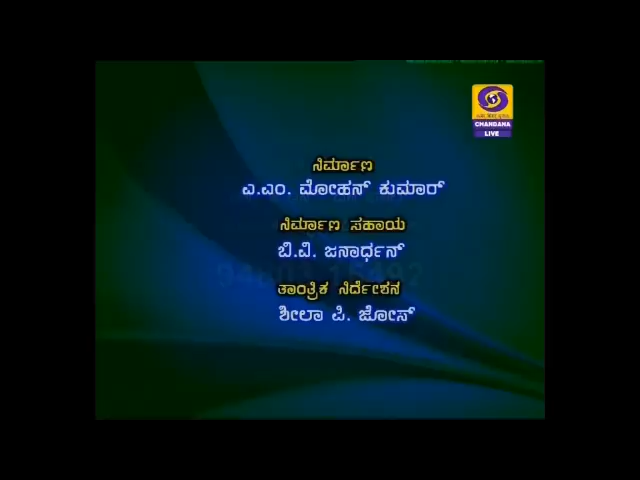 CHANDANA
LIVE
ನಿರ್ಮಾಣ
ಎ.ಎಂ. ಮೋಹನ್ ಕುಮಾರ್
ನಿರ್ಮಾಣ ಸಹಾಯ
ಬಿ.ವಿ. ಜನಾರ್ಧನ್
ತಾಂತ್ರಿಕ ನಿರ್ದೇಶನ
ಶೀಲಾ ಪಿ. ಜೋಸ್